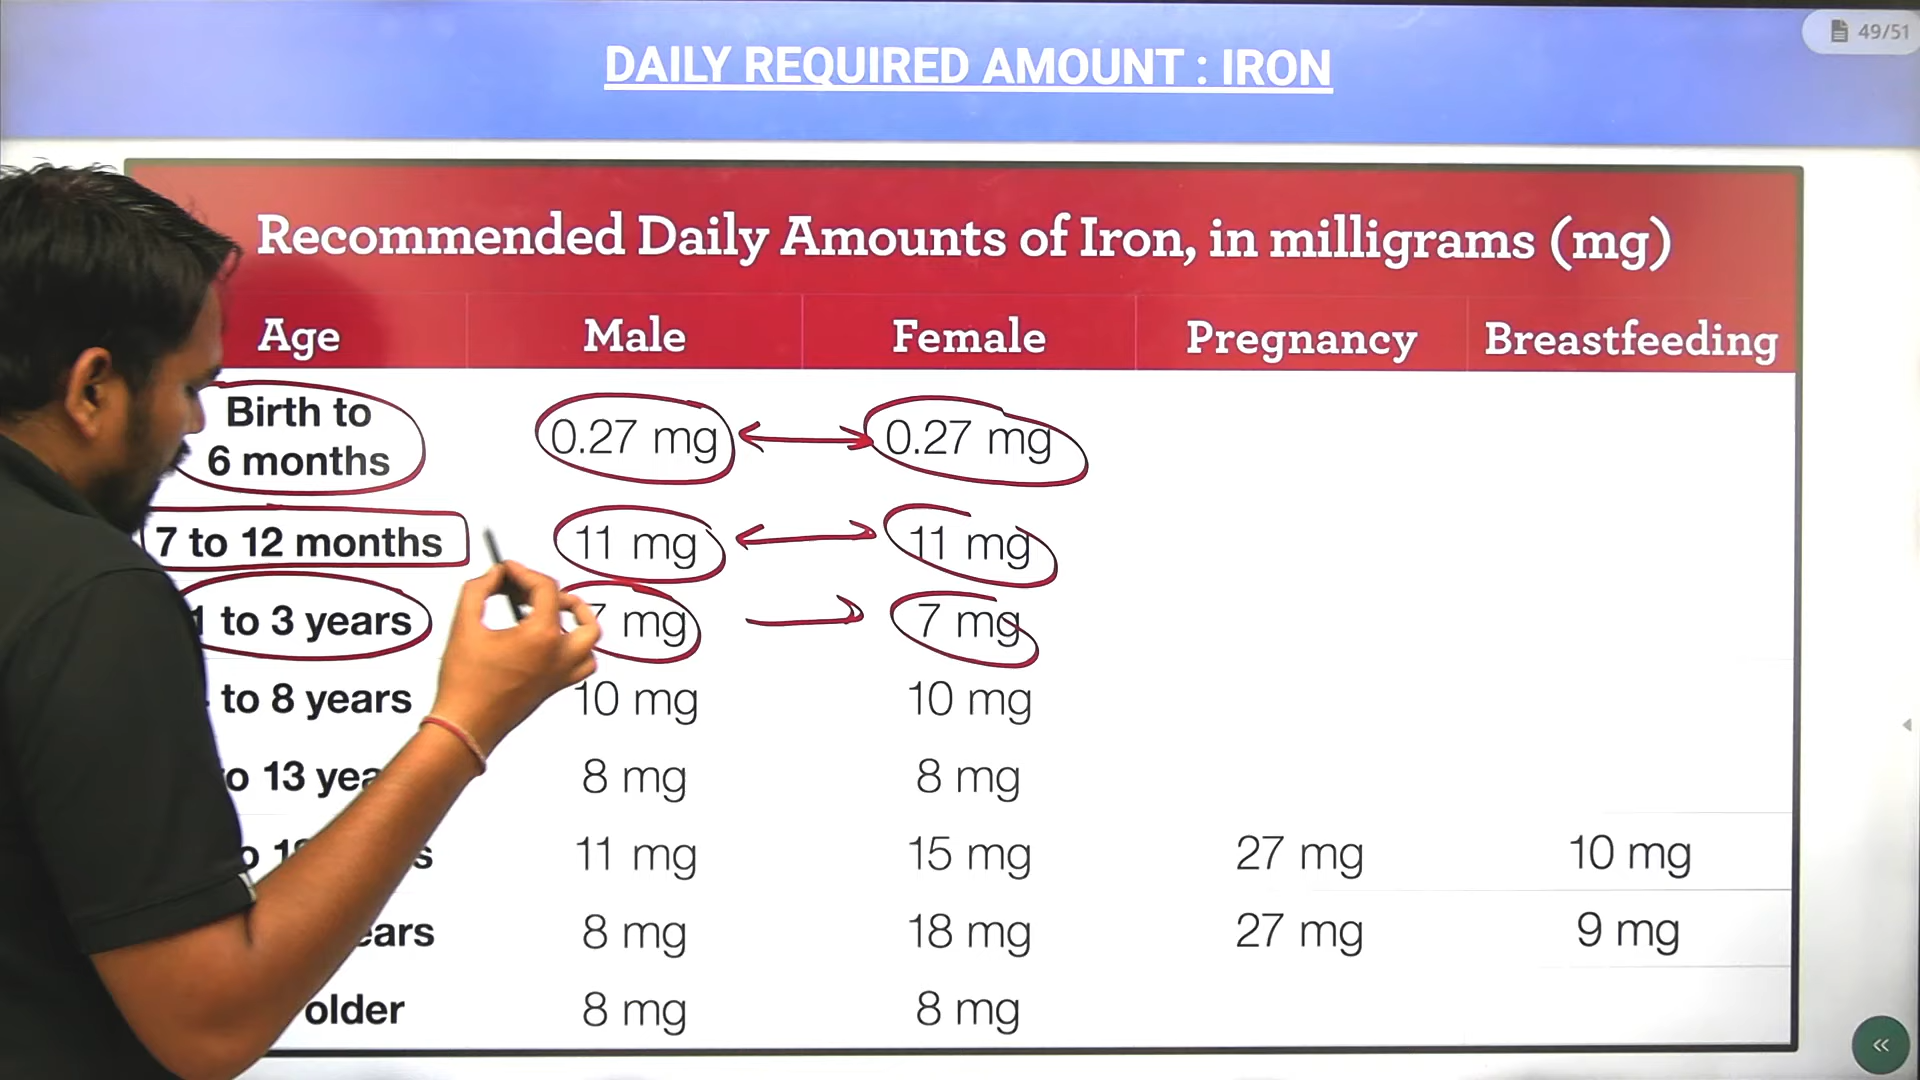 49/51
DAILY REQUIRED AMOUNT : IRON
Recommended Daily Amounts of Iron, in milligrams (mg)
Age Male Female Pregnancy Breastfeeding
Birth to
6 months 0.27 mg 0.27 mg
7 to 12 months 11 mg 11 mg
1 to 3 years 7 mg 7 mg
to 8 years 10 mg 10 mg
13 8 mg 8 mg
11 mg 15 mg 27 mg 10 mg
8 mg 18 mg 27 mg 9 mg
older 8 mg 8 mg